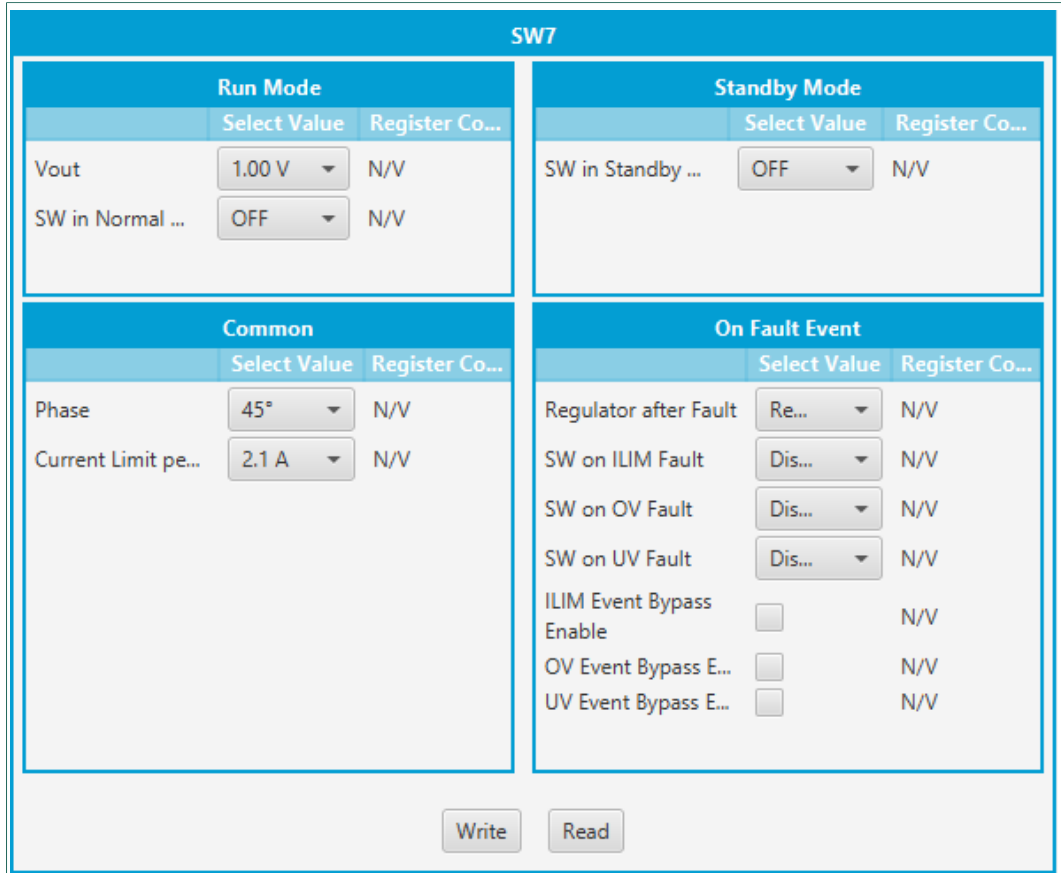 SW7
Run Mode
Select Value Register Co...
Vout 1.00 V N/V
SW in Normal ... OFF N/V
Standby Mode
Select Value Register Co...
SW in Standby ... OFF N/V
Common
Select Value Register Co...
Phase 45° N/V
Current Limit pe... 2.1 A N/V
On Fault Event
Select Value Register Co...
Regulator after Fault Re... N/V
SW on ILIM Fault Dis... N/V
SW on OV Fault Dis... N/V
SW on UV Fault Dis... N/V
ILIM Event Bypass
Enable N/V
OV Event Bypass E... N/V
UV Event Bypass E... N/V
Write Read